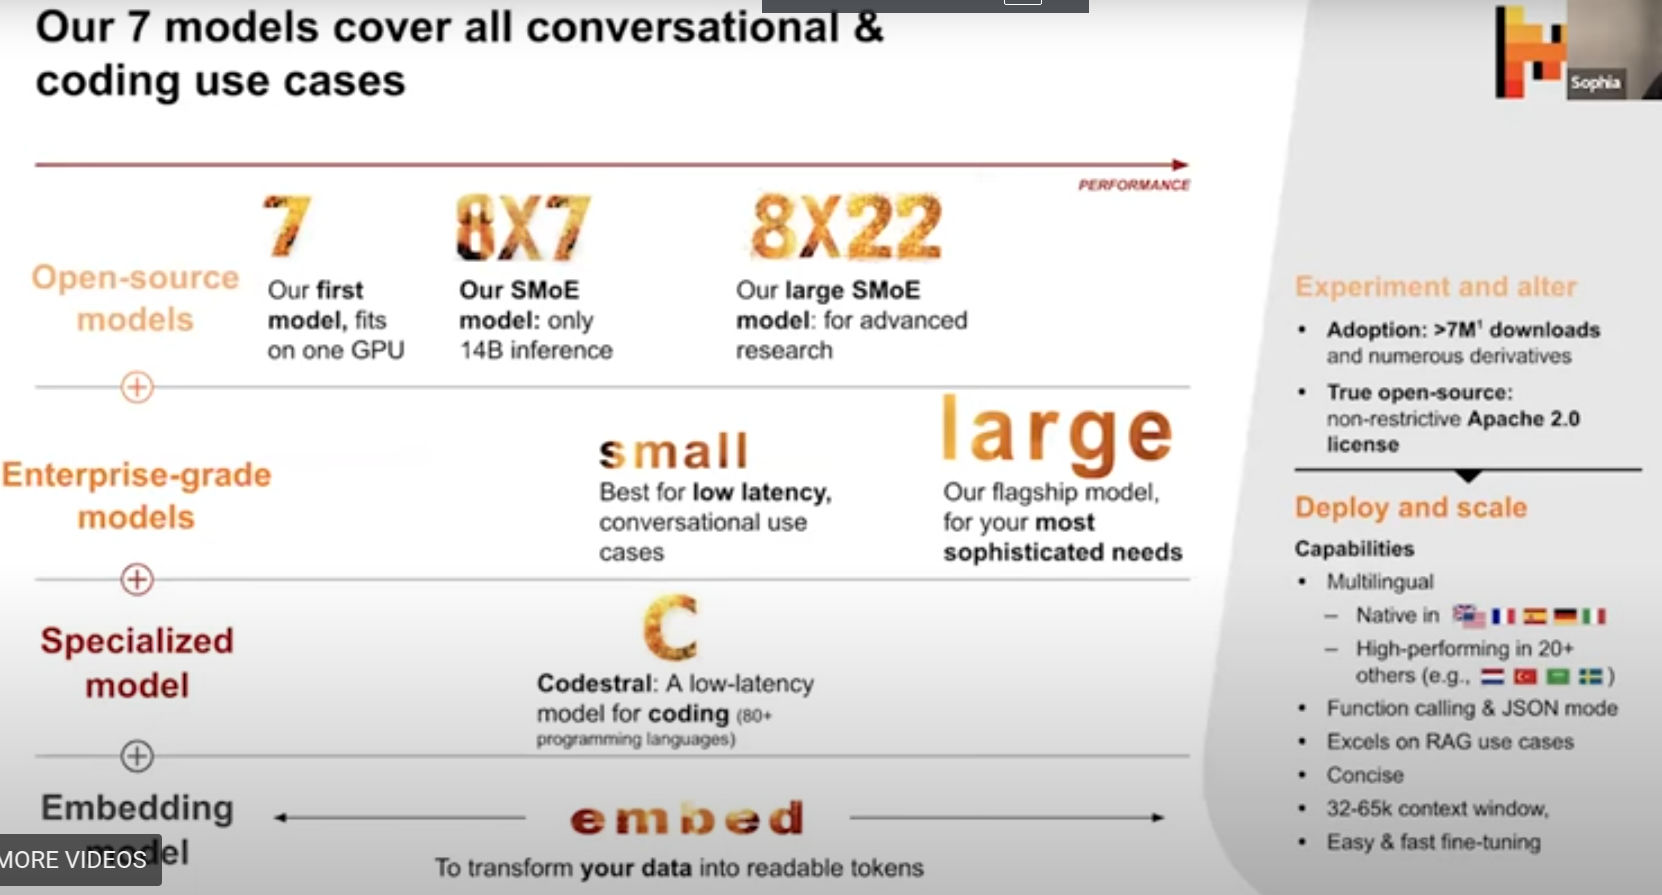 Our 7 models cover all conversational &
coding use cases
Sophia
PERFORMANCE
Open-source
models
7
Our first
model, fits
on one GPU
8X7
Our SMoE
model: only
14B inference
8X22
Our large SMoE
model: for advanced
research
Enterprise-grade
models
small
Best for low latency,
conversational use
cases
large
Our flagship model,
for your most
sophisticated needs
Specialized
model
C
Codestral: A low-latency
model for coding (80+
programming languages)
Embedding
del
MORE VIDEOS
embed
To transform your data into readable tokens
Experiment and alter
• Adoption: >7M¹ downloads
and numerous derivatives
• True open-source:
non-restrictive Apache 2.0
license
Deploy and scale
Capabilities
• Multilingual
– Native in
– High-performing in 20+
others (e.g., )
• Function calling & JSON mode
• Excels on RAG use cases
• Concise
• 32-65k context window,
• Easy & fast fine-tuning